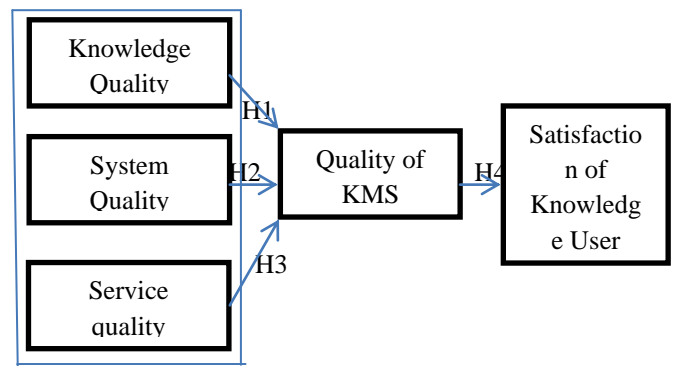 Knowledge
Quality
H1
System
Quality
H2
Service
quality
H3
Quality of
KMS
H4
Satisfactio
n of
Knowledg
e User